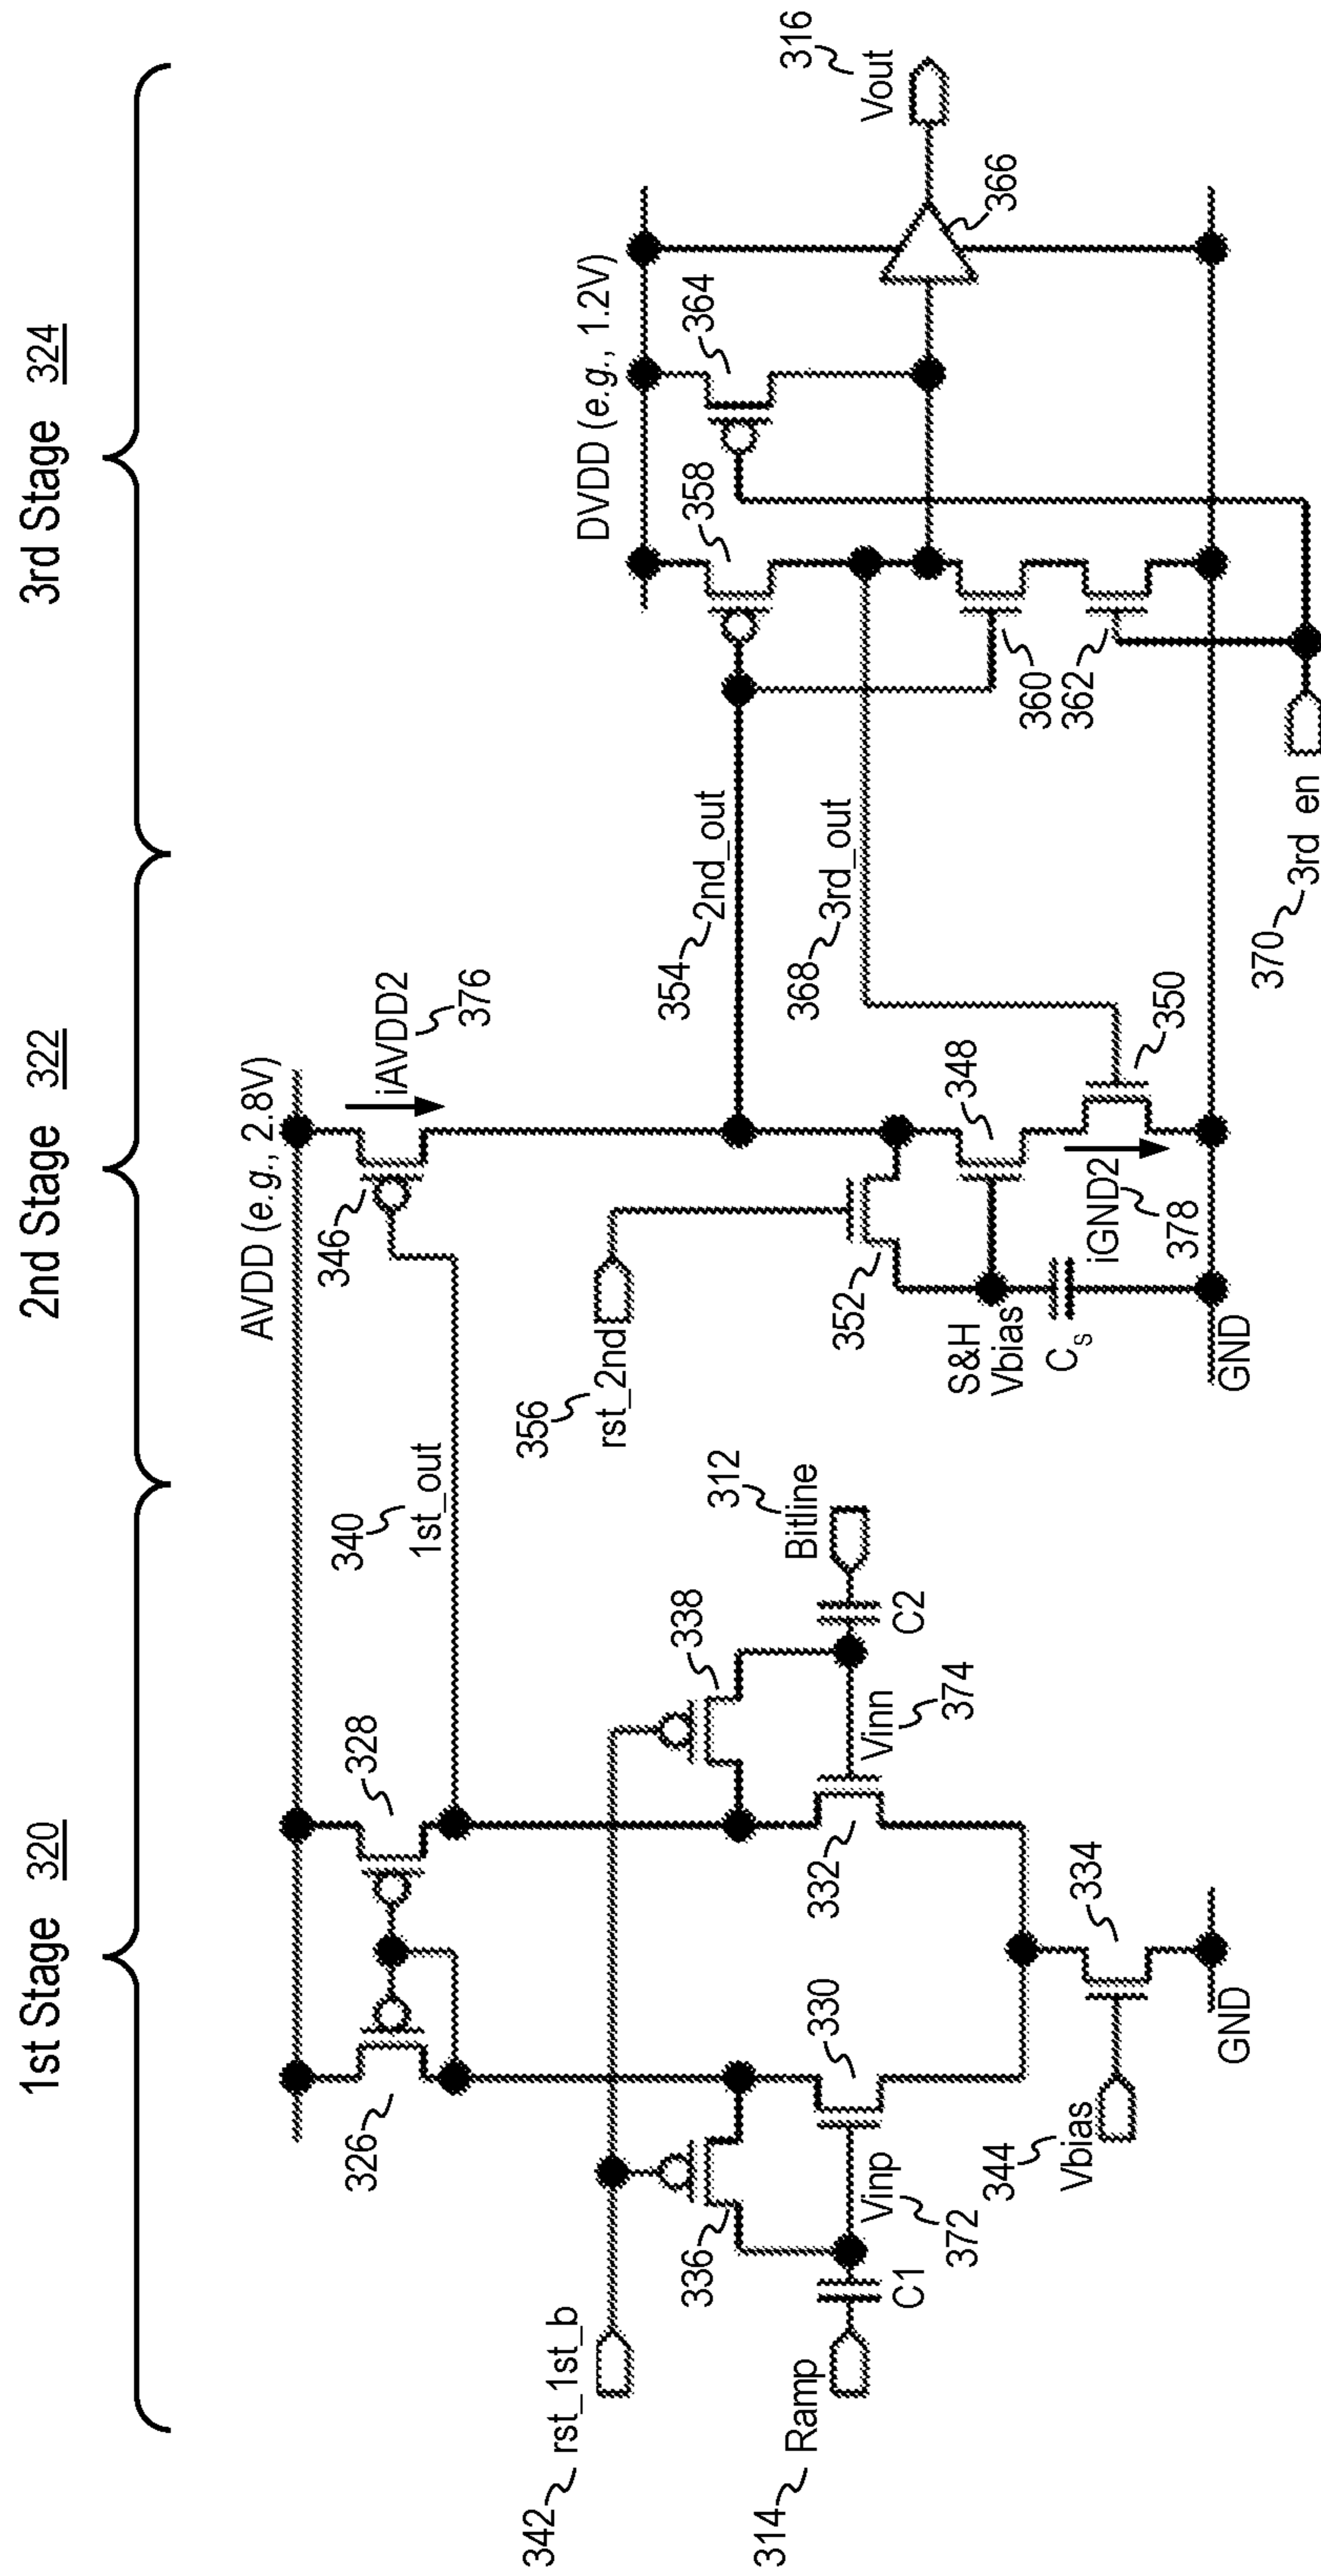 1st Stage 320
2nd Stage 322
3rd Stage 324
AVDD (e.g., 2.8V)
326
328
346
iAVDD2
376
340
1st_out
DVDD (e.g., 1.2V)
342 rst_1st_b
336
338
356
rst_2nd
354 2nd_out
358
364
314 Ramp
C1
Vinp
372
330
332
Vinn
374
C2
Bitline
312
352
368 3rd_out
316
Vout
366
S&H
Vbias
Cs
348
350
iGND2
378
360
362
344
Vbias
334
GND
GND
370 3rd_en